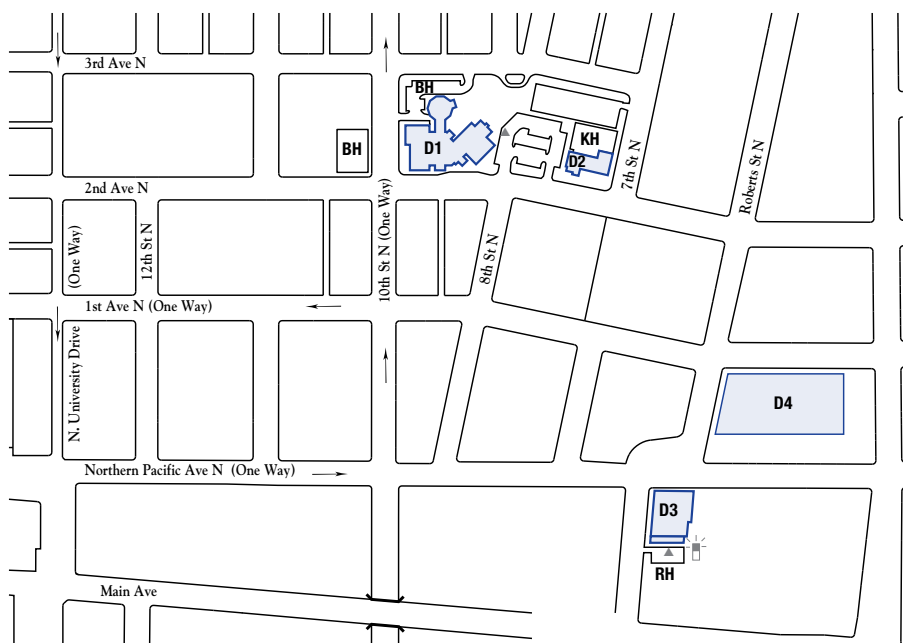 3rd Ave N
BH
BH
D1
KH
D2
7th St N
Roberts St N
2nd Ave N
(One Way)
12th St N
10th St N (One Way)
8th St N
1st Ave N (One Way)
N. University Drive
D4
Northern Pacific Ave N (One Way)
D3
RH
Main Ave